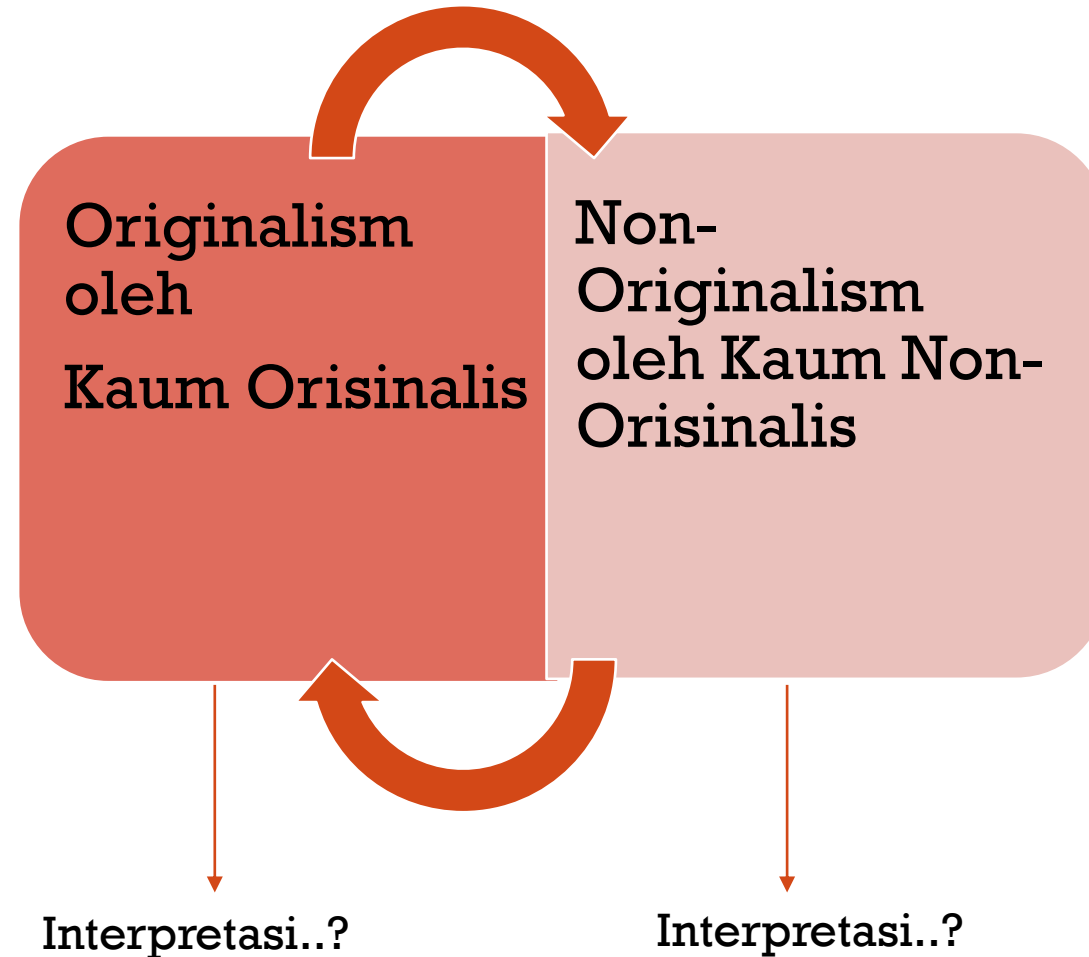 Originalism
oleh
Kaum Orisinalis
Non-
Originalism
oleh Kaum Non-
Orisinalis
Interpretasi..?
Interpretasi..?